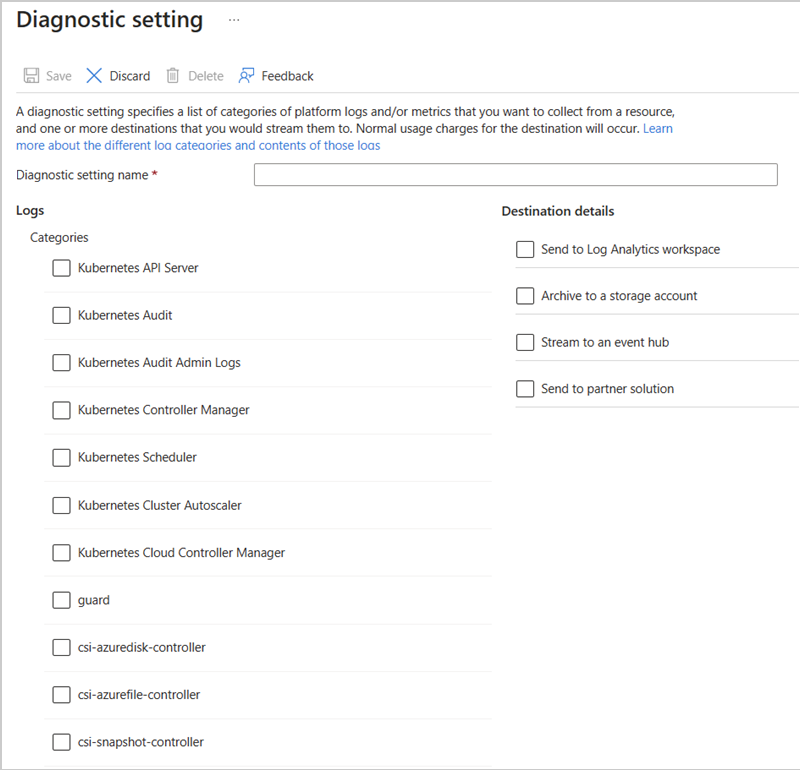 Diagnostic setting ...
Save Discard Delete Feedback
A diagnostic setting specifies a list of categories of platform logs and/or metrics that you want to collect from a resource,
and one or more destinations that you would stream them to. Normal usage charges for the destination will occur. Learn
more about the different log categories and contents of those logs
Diagnostic setting name *
Logs
Categories
Kubernetes API Server
Kubernetes Audit
Kubernetes Audit Admin Logs
Kubernetes Controller Manager
Kubernetes Scheduler
Kubernetes Cluster Autoscaler
Kubernetes Cloud Controller Manager
guard
csi-azuredisk-controller
csi-azurefile-controller
csi-snapshot-controller
Destination details
Send to Log Analytics workspace
Archive to a storage account
Stream to an event hub
Send to partner solution